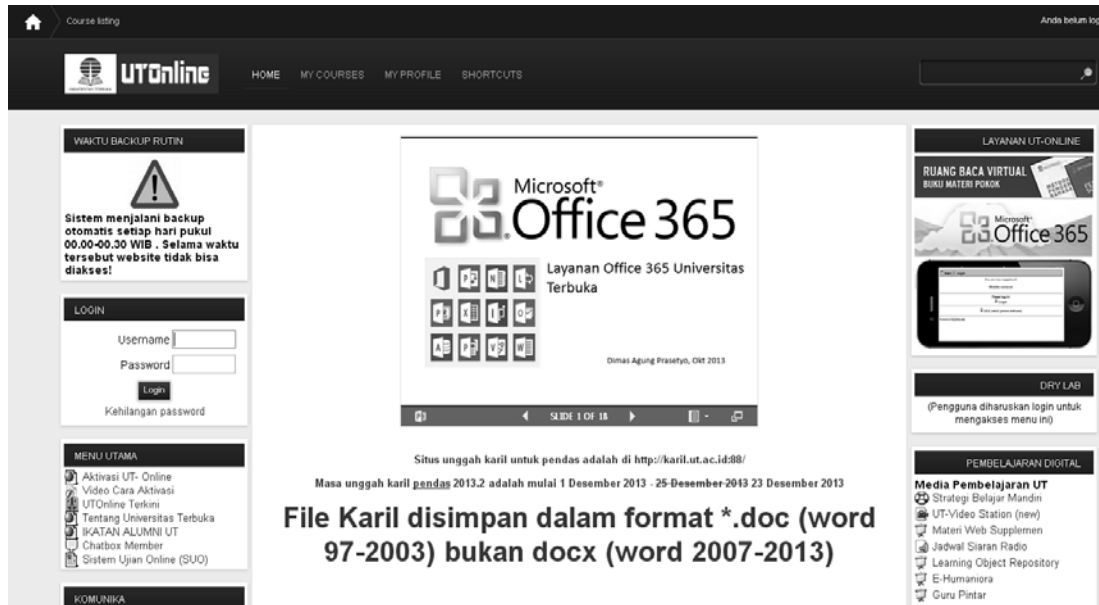 Course listing
Anda belum log
UTOnline
HOME MY COURSES MY PROFILE SHORTCUTS
WAKTU BACKUP RUTIN
Sistem menjalani backup
otomatis setiap hari pukul
00.00-00.30 WIB . Selama waktu
tersebut website tidak bisa
diakses!
LOGIN
Username
Password
Login
Kehilangan password
MENU UTAMA
Aktivasi UT- Online
Video Cara Aktivasi
UTOnline Terkini
Tentang Universitas Terbuka
IKATAN ALUMNI UT
Chatbox Member
Sistem Ujian Online (SUO)
KOMUNIKA
Microsoft®
Office 365
Layanan Office 365 Universitas
Terbuka
Dimas Agung Prasetyo, Okt 2013
SLIDE 1 OF 18
Situs unggah karil untuk pendas adalah di http://karil.ut.ac.id:88/
Masa unggah karil pendas 2013.2 adalah mulai 1 Desember 2013 - 25 Desember 2013 23 Desember 2013
File Karil disimpan dalam format *.doc (word
97-2003) bukan docx (word 2007-2013)
LAYANAN UT-ONLINE
RUANG BACA VIRTUAL
BUKU MATERI POKOK
Microsoft
Office 365
DRY LAB
(Pengguna diharuskan login untuk
mengakses menu ini)
PEMBELAJARAN DIGITAL
Media Pembelajaran UT
Strategi Belajar Mandiri
UT-Video Station (new)
Materi Web Suplemen
Jadwal Siaran Radio
Learning Object Repository
E-Humaniora
Guru Pintar